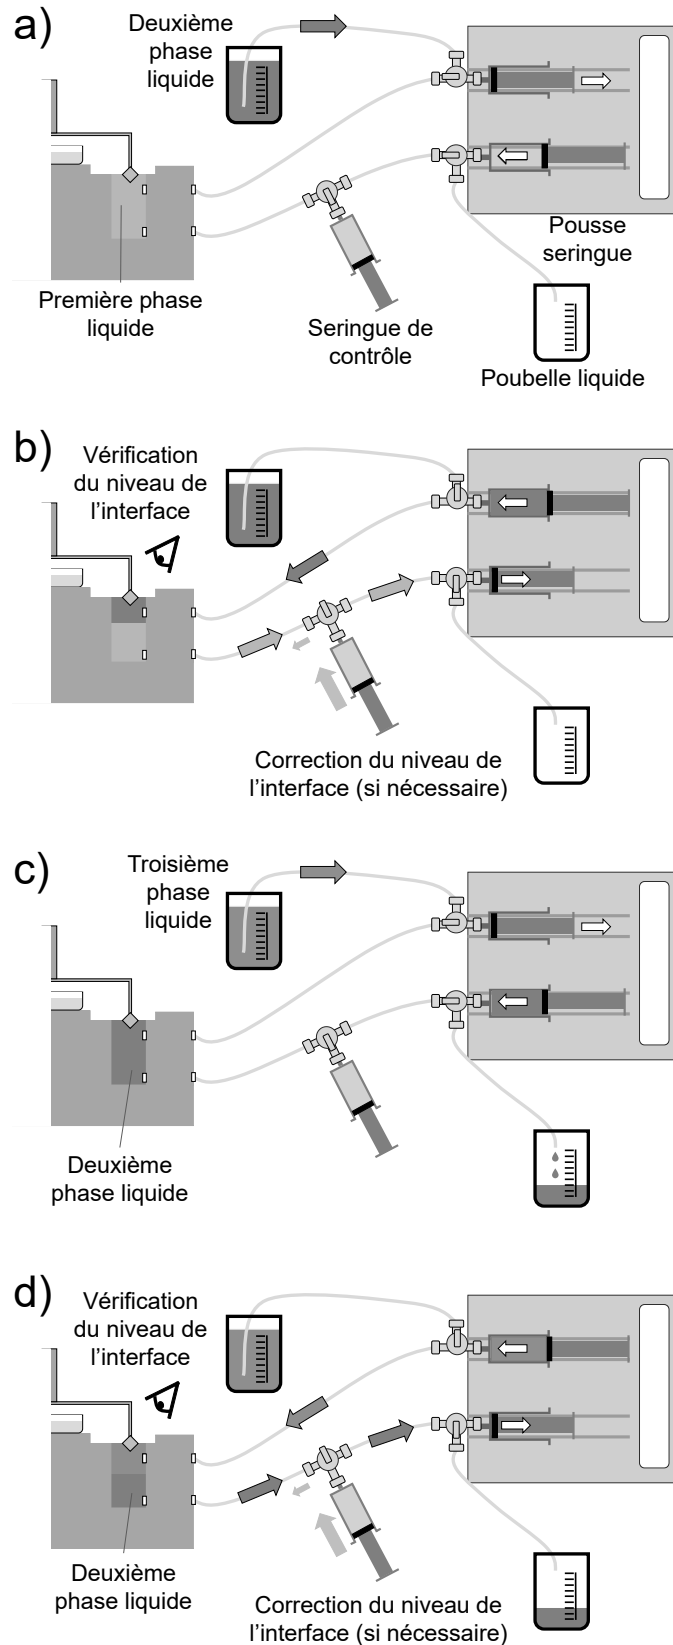 a)
Deuxième
phase
liquide
Pousse
seringue
Première phase
liquide
Seringue de
contrôle
Poubelle liquide
b)
Vérification
du niveau de
l'interface
Correction du niveau de
l'interface (si nécessaire)
c)
Troisième
phase
liquide
Deuxième
phase liquide
d)
Vérification
du niveau de
l'interface
Deuxième
phase liquide
Correction du niveau de
l'interface (si nécessaire)